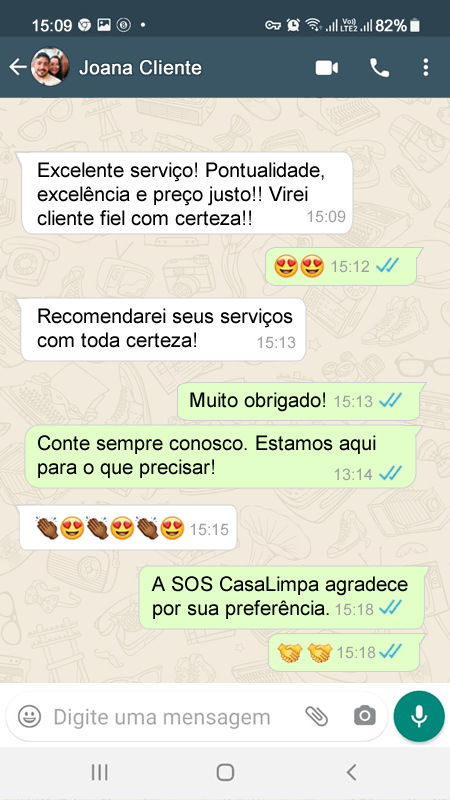 15:09 82%
Joana Cliente
Excelente serviço! Pontualidade,
excelência e preço justo!! Virei
cliente fiel com certeza!! 15:09
😍😍 15:12
Recomendarei seus serviços
com toda certeza! 15:13
Muito obrigado! 15:13
Conte sempre conosco. Estamos aqui
para o que precisar! 13:14
👏🏾😍👏🏾😍👏🏾😍 15:15
A SOS CasaLimpa agradece
por sua preferência. 15:18
🤝🤝 15:18
Digite uma mensagem